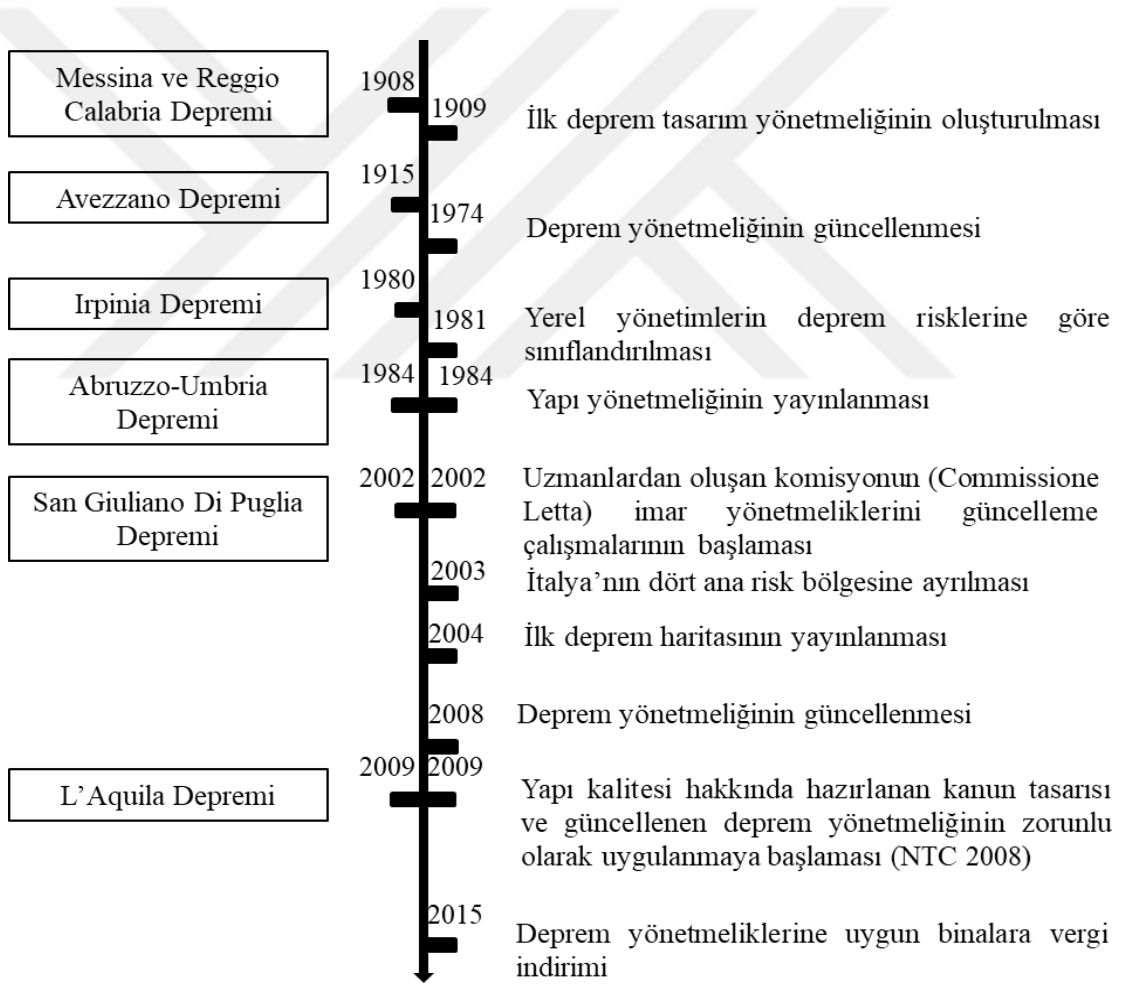 Messina ve Reggio
Calabria Depremi
1908
1909
İlk deprem tasarım yönetmeliğinin oluşturulması
Avezzano Depremi
1915
1974
Deprem yönetmeliğinin güncellenmesi
Irpinia Depremi
1980
1981
Yerel yönetimlerin deprem risklerine göre
sınıflandırılması
Abruzzo-Umbria
Depremi
1984
1984
Yapı yönetmeliğinin yayınlanması
San Giuliano Di Puglia
Depremi
2002
2002
Uzmanlardan oluşan komisyonun (Commissione
Letta) imar yönetmeliklerini güncelleme
çalışmalarının başlaması
2003
İtalya’nın dört ana risk bölgesine ayrılması
2004
İlk deprem haritasının yayınlanması
2008
Deprem yönetmeliğinin güncellenmesi
L’Aquila Depremi
2009
2009
Yapı kalitesi hakkında hazırlanan kanun tasarısı
ve güncellenen deprem yönetmeliğinin zorunlu
olarak uygulanmaya başlaması (NTC 2008)
2015
Deprem yönetmeliklerine uygun binalara vergi
indirimi